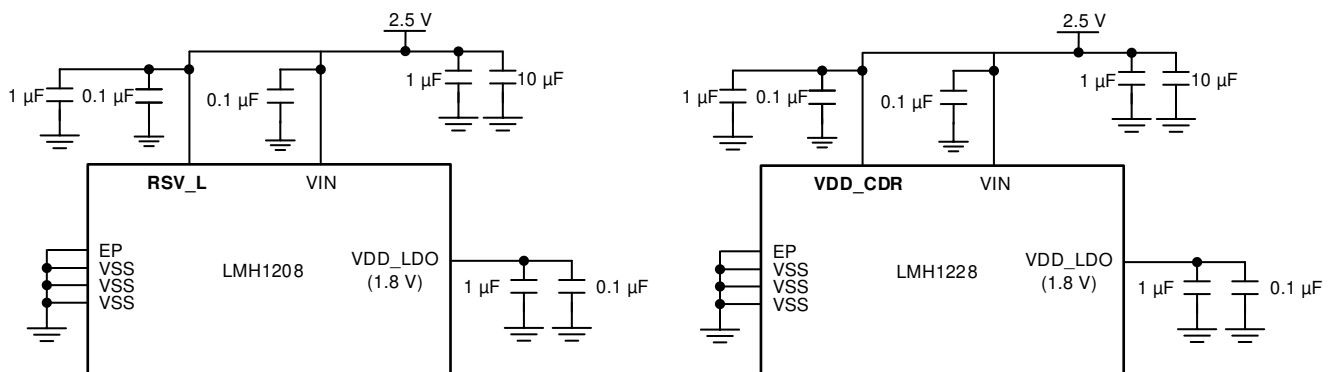 2.5 V
1 µF
0.1 µF
0.1 µF
1 µF
10 µF
RSV_L
VIN
EP
VSS
VSS
VSS
LMH1208
VDD_LDO
(1.8 V)
1 µF
0.1 µF
2.5 V
1 µF
0.1 µF
0.1 µF
1 µF
10 µF
VDD_CDR
VIN
EP
VSS
VSS
VSS
LMH1228
VDD_LDO
(1.8 V)
1 µF
0.1 µF